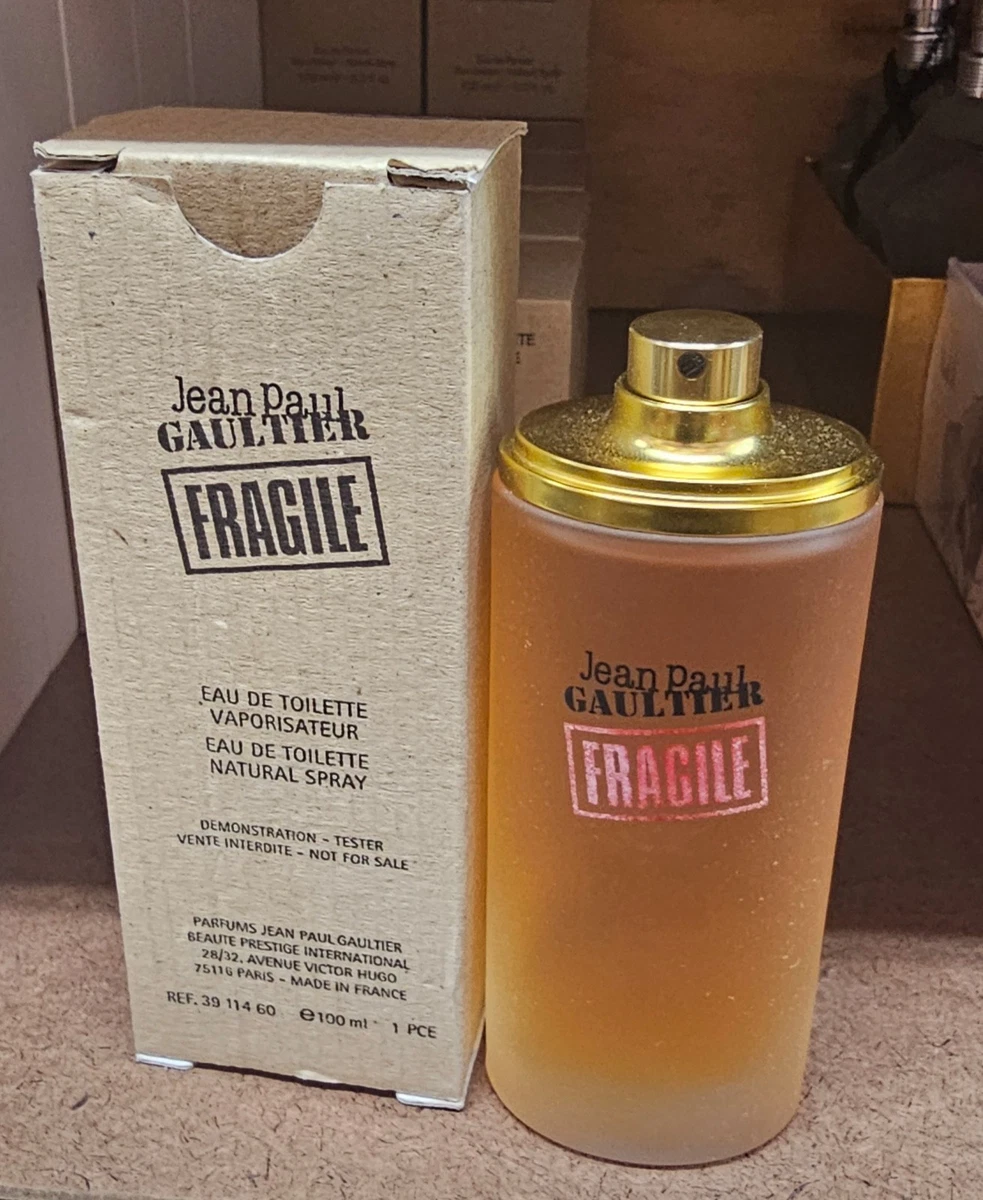 Jean Paul
GAULTIER
FRAGILE
EAU DE TOILETTE
VAPORISATEUR
EAU DE TOILETTE
NATURAL SPRAY
DEMONSTRATION – TESTER
VENTE INTERDITE – NOT FOR SALE
PARFUMS JEAN PAUL GAULTIER
BEAUTE PRESTIGE INTERNATIONAL
28/32, AVENUE VICTOR HUGO
75116 PARIS – MADE IN FRANCE
REF. 39 114 60 ℮100 ml 1 PCE
Jean Paul
GAULTIER
FRAGILE